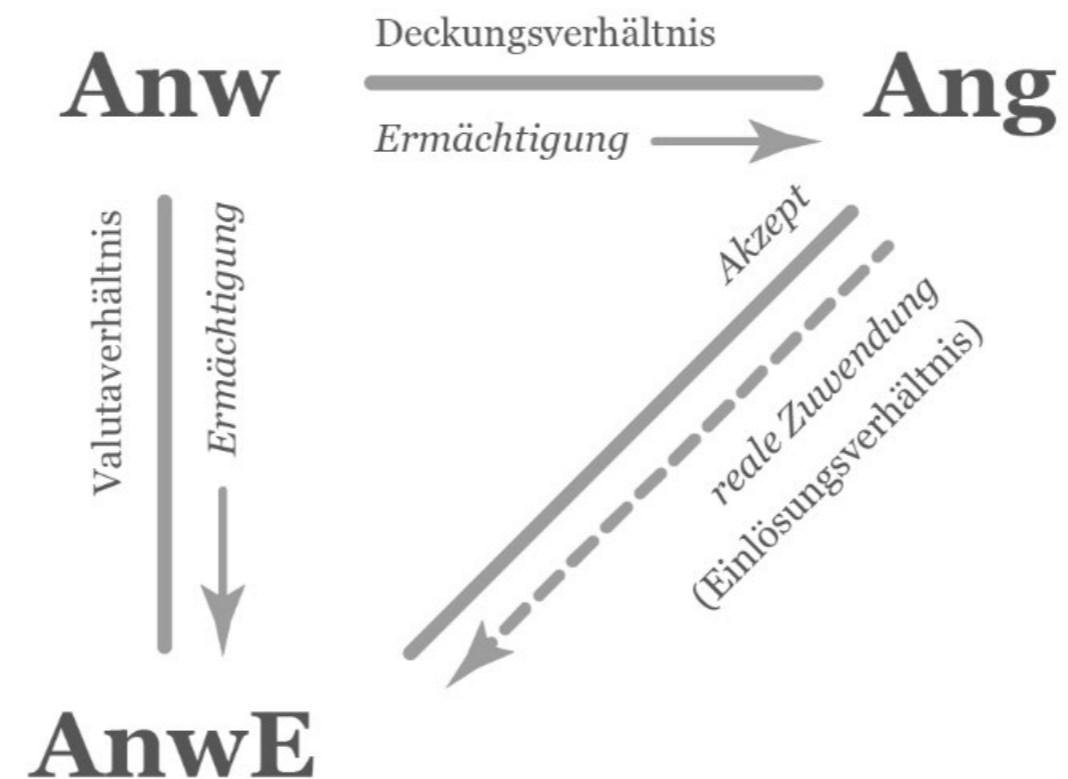 Deckungsverhältnis
Anw
Ang
Ermächtigung
Valutaverhältnis
Ermächtigung
Akzept
reale Zuwendung
(Einlösungsverhältnis)
AnwE